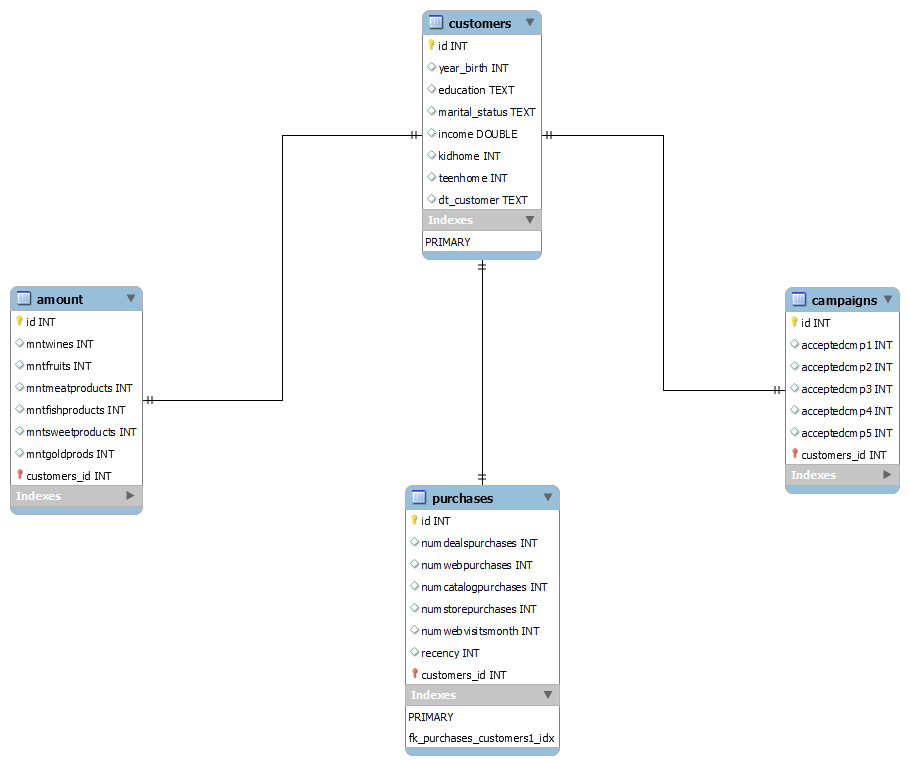 customers
id INT
year_birth INT
education TEXT
marital_status TEXT
income DOUBLE
kidhome INT
teenhome INT
dt_customer TEXT
Indexes
PRIMARY
amount
id INT
mntwines INT
mntfruits INT
mntmeatproducts INT
mntfishproducts INT
mntsweetproducts INT
mntgoldprods INT
customers_id INT
Indexes
campaigns
id INT
acceptedcmp1 INT
acceptedcmp2 INT
acceptedcmp3 INT
acceptedcmp4 INT
acceptedcmp5 INT
customers_id INT
Indexes
purchases
id INT
numdealspurchases INT
numwebpurchases INT
numcatalogpurchases INT
numstorepurchases INT
numwebvisitsmonth INT
recency INT
customers_id INT
Indexes
PRIMARY
fk_purchases_customers1_idx